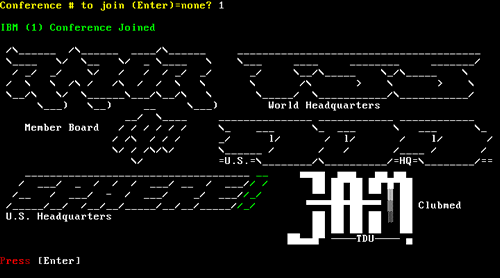 Conference # to join (Enter)=none? 1
IBM (1) Conference Joined
World Headquarters
Member Board
=U.S.= =HQ= ==
SPHERE
U.S. Headquarters
JAM
Clubmed
TDU
Press [Enter]